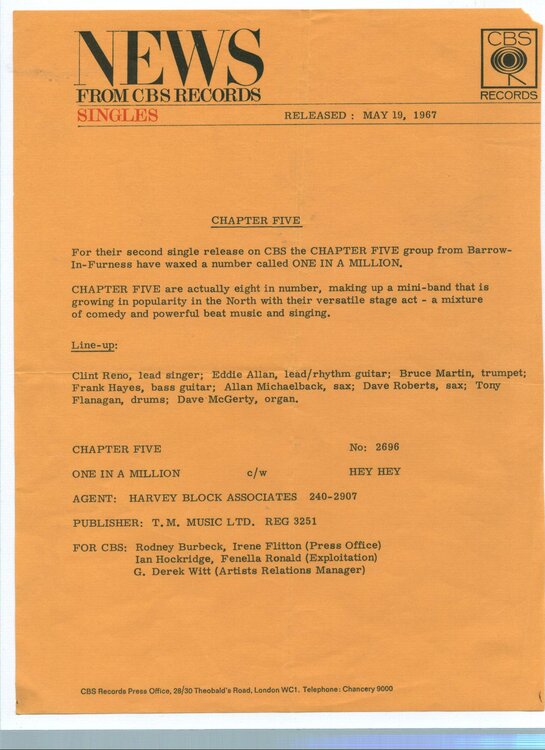 NEWS
FROM CBS RECORDS
SINGLES
RELEASED : MAY 19, 1967
CBS
RECORDS
CHAPTER FIVE
For their second single release on CBS the CHAPTER FIVE group from Barrow-
In-Furness have waxed a number called ONE IN A MILLION.
CHAPTER FIVE are actually eight in number, making up a mini-band that is
growing in popularity in the North with their versatile stage act - a mixture
of comedy and powerful beat music and singing.
Line-up:
Clint Reno, lead singer; Eddie Allan, lead/rhythm guitar; Bruce Martin, trumpet;
Frank Hayes, bass guitar; Allan Michaelback, sax; Dave Roberts, sax; Tony
Flanagan, drums; Dave McGerty, organ.
CHAPTER FIVE No: 2696
ONE IN A MILLION c/w HEY HEY
AGENT: HARVEY BLOCK ASSOCIATES 240-2907
PUBLISHER: T.M. MUSIC LTD. REG 3251
FOR CBS: Rodney Burbeck, Irene Flitton (Press Office)
Ian Hockridge, Fenella Ronald (Exploitation)
G. Derek Witt (Artists Relations Manager)
CBS Records Press Office, 28/30 Theobald's Road, London WC1. Telephone: Chancery 9000